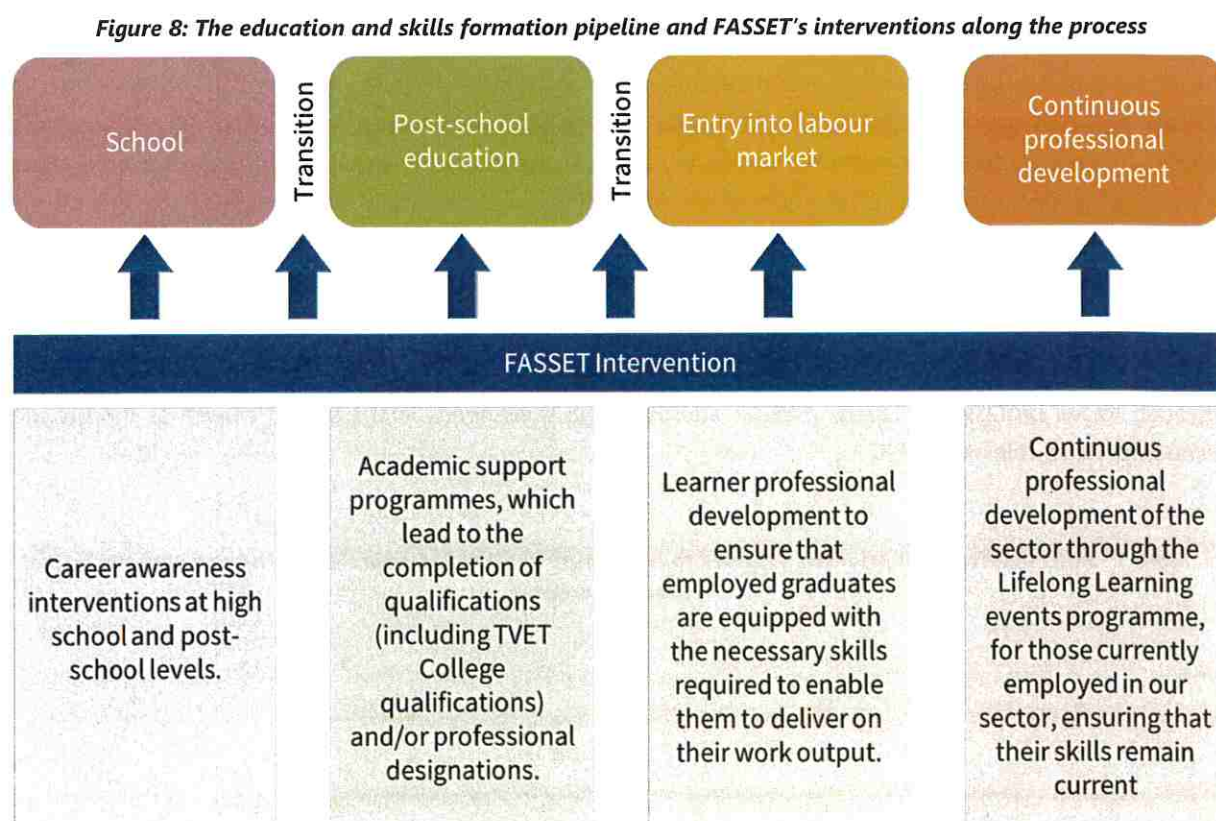 Figure 8: The education and skills formation pipeline and FASSET's interventions along the process
School
Transition
Post-school
education
Transition
Entry into labour
market
Continuous
professional
development
FASSET Intervention
Career awareness
interventions at high
school and post-
school levels.
Academic support
programmes, which
lead to the
completion of
qualifications
(including TVET
College
qualifications)
and/or professional
designations.
Learner professional
development to
ensure that
employed graduates
are equipped with
the necessary skills
required to enable
them to deliver on
their work output.
Continuous
professional
development of the
sector through the
Lifelong Learning
events programme,
for those currently
employed in our
sector, ensuring that
their skills remain
current